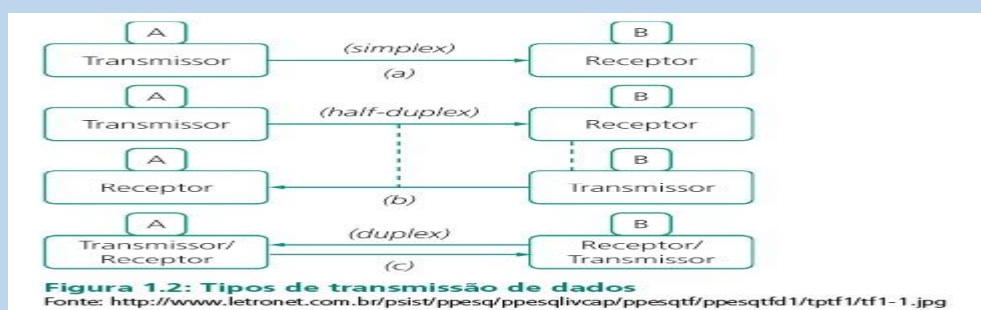 A B
Transmissor (simplex) Receptor
(a)
A B
Transmissor (half-duplex) Receptor
A B
Receptor Transmissor
(b)
A B
(duplex)
Transmissor/ Receptor/
Receptor Transmissor
(c)
Figura 1.2: Tipos de transmissão de dados
Fonte: http://www.letronet.com.br/psist/ppesq/ppesqlivcap/ppesqtf/ppesqtfd1/tptf1/tf1-1.jpg